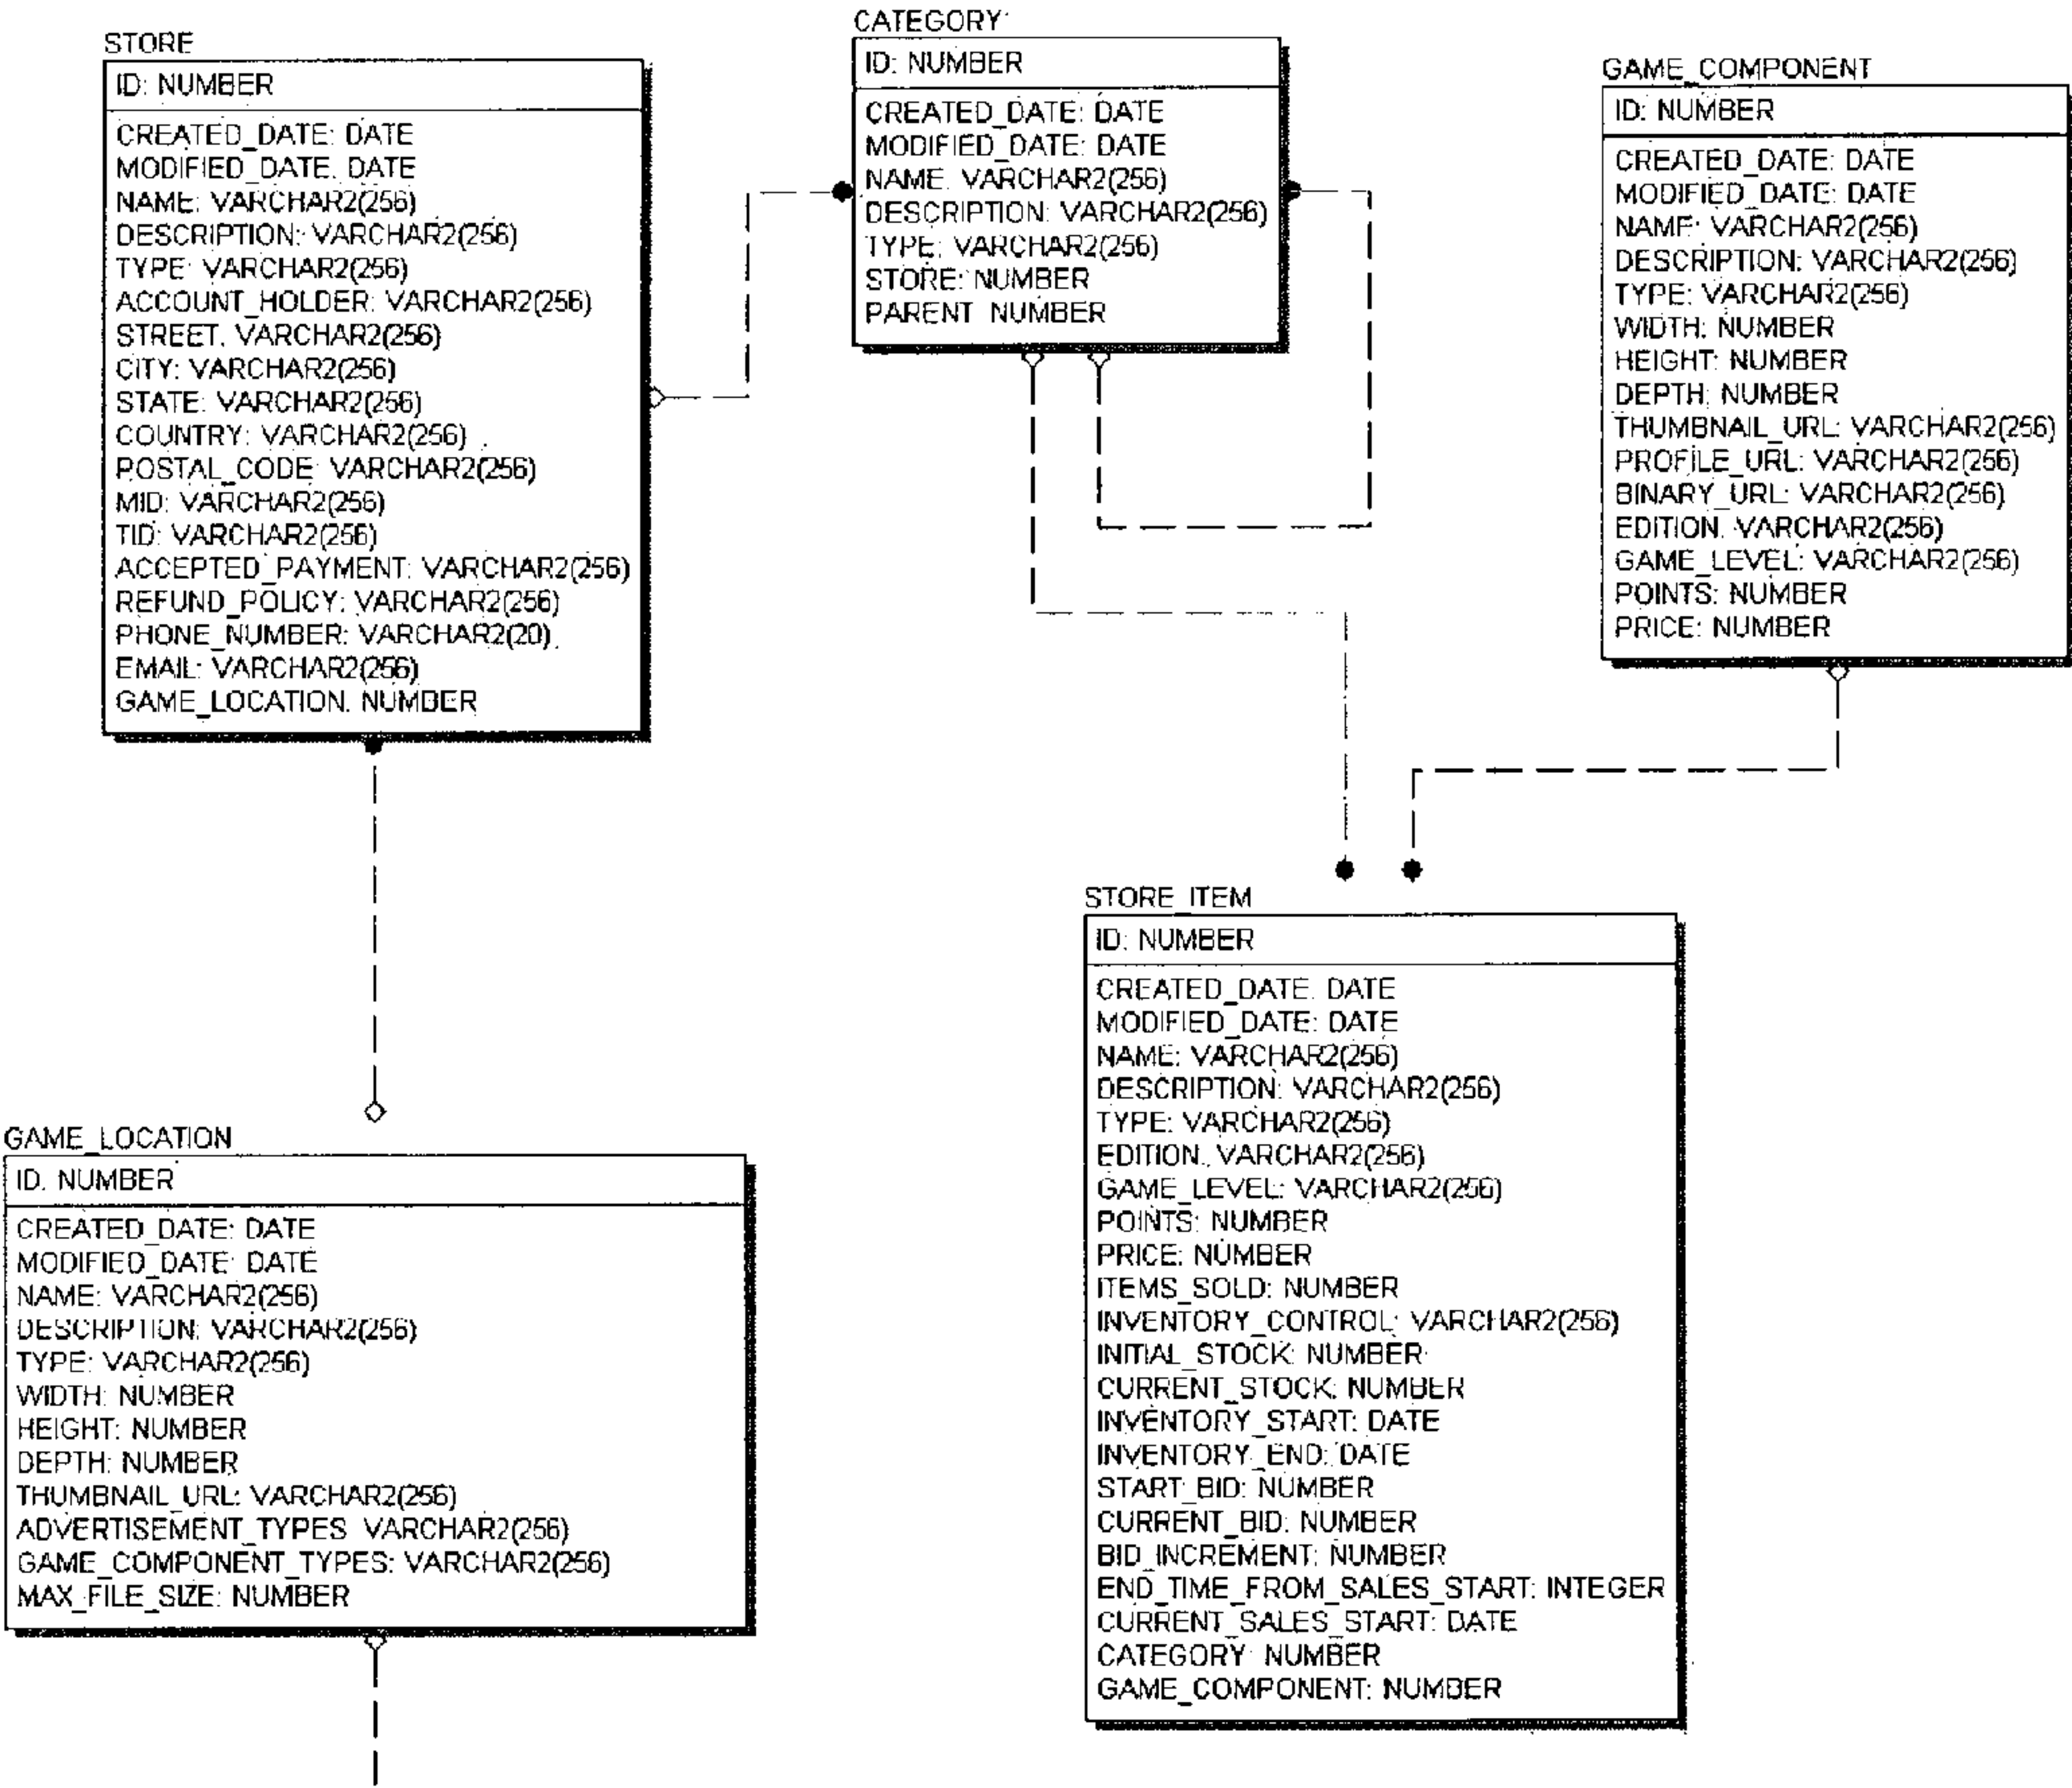 STORE
ID: NUMBER
CREATED_DATE: DATE
MODIFIED_DATE: DATE
NAME: VARCHAR2(256)
DESCRIPTION: VARCHAR2(256)
TYPE: VARCHAR2(256)
ACCOUNT_HOLDER: VARCHAR2(256)
STREET: VARCHAR2(256)
CITY: VARCHAR2(256)
STATE: VARCHAR2(256)
COUNTRY: VARCHAR2(256)
POSTAL_CODE: VARCHAR2(256)
MID: VARCHAR2(256)
TID: VARCHAR2(256)
ACCEPTED_PAYMENT: VARCHAR2(256)
REFUND_POLICY: VARCHAR2(256)
PHONE_NUMBER: VARCHAR2(20)
EMAIL: VARCHAR2(256)
GAME_LOCATION: NUMBER
CATEGORY
ID: NUMBER
CREATED_DATE: DATE
MODIFIED_DATE: DATE
NAME: VARCHAR2(256)
DESCRIPTION: VARCHAR2(256)
TYPE: VARCHAR2(256)
STORE: NUMBER
PARENT: NUMBER
GAME_COMPONENT
ID: NUMBER
CREATED_DATE: DATE
MODIFIED_DATE: DATE
NAME: VARCHAR2(256)
DESCRIPTION: VARCHAR2(256)
TYPE: VARCHAR2(256)
WIDTH: NUMBER
HEIGHT: NUMBER
DEPTH: NUMBER
THUMBNAIL_URL: VARCHAR2(256)
PROFILE_URL: VARCHAR2(256)
BINARY_URL: VARCHAR2(256)
EDITION: VARCHAR2(256)
GAME_LEVEL: VARCHAR2(256)
POINTS: NUMBER
PRICE: NUMBER
GAME_LOCATION
ID: NUMBER
CREATED_DATE: DATE
MODIFIED_DATE: DATE
NAME: VARCHAR2(256)
DESCRIPTION: VARCHAR2(256)
TYPE: VARCHAR2(256)
WIDTH: NUMBER
HEIGHT: NUMBER
DEPTH: NUMBER
THUMBNAIL_URL: VARCHAR2(256)
ADVERTISEMENT_TYPES: VARCHAR2(256)
GAME_COMPONENT_TYPES: VARCHAR2(256)
MAX_FILE_SIZE: NUMBER
STORE_ITEM
ID: NUMBER
CREATED_DATE: DATE
MODIFIED_DATE: DATE
NAME: VARCHAR2(256)
DESCRIPTION: VARCHAR2(256)
TYPE: VARCHAR2(256)
EDITION: VARCHAR2(256)
GAME_LEVEL: VARCHAR2(256)
POINTS: NUMBER
PRICE: NUMBER
ITEMS_SOLD: NUMBER
INVENTORY_CONTROL: VARCHAR2(256)
INITIAL_STOCK: NUMBER
CURRENT_STOCK: NUMBER
INVENTORY_START: DATE
INVENTORY_END: DATE
START_BID: NUMBER
CURRENT_BID: NUMBER
BID_INCREMENT: NUMBER
END_TIME_FROM_SALES_START: INTEGER
CURRENT_SALES_START: DATE
CATEGORY: NUMBER
GAME_COMPONENT: NUMBER